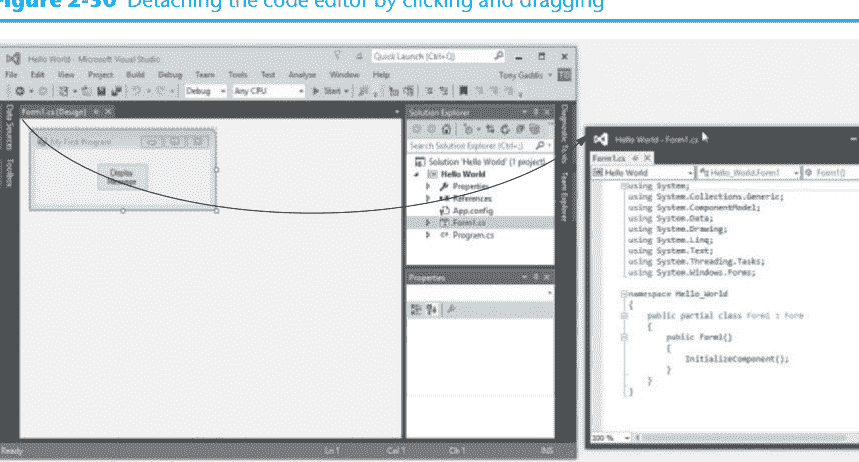 Figure 2-30 Detaching the code editor by clicking and dragging
Hello World - Microsoft Visual Studio
Quick Launch (Ctrl+Q)
File Edit View Project Build Debug Team Tools Test Analyze Window Help
Tony Gaddis TG
Debug Any CPU Start
Data Sources
Toolbox
Form1.cs [Design]
My First Program
Display
Message
Solution Explorer
Search Solution Explorer (Ctrl+;)
Solution 'Hello World' (1 project)
Hello World
Properties
References
App.config
Form1.cs
C# Program.cs
Properties
Diagnostic Tools
Team Explorer
Ready Ln 1 Col 1 Ch 1 INS
Hello World - Form1.cs
Form1.cs
Hello World Hello_World.Form1 Form1()
using System;
using System.Collections.Generic;
using System.ComponentModel;
using System.Data;
using System.Drawing;
using System.Linq;
using System.Text;
using System.Threading.Tasks;
using System.Windows.Forms;
namespace Hello_World
{
public partial class Form1 : Form
{
public Form1()
{
InitializeComponent();
}
}
}
200 %